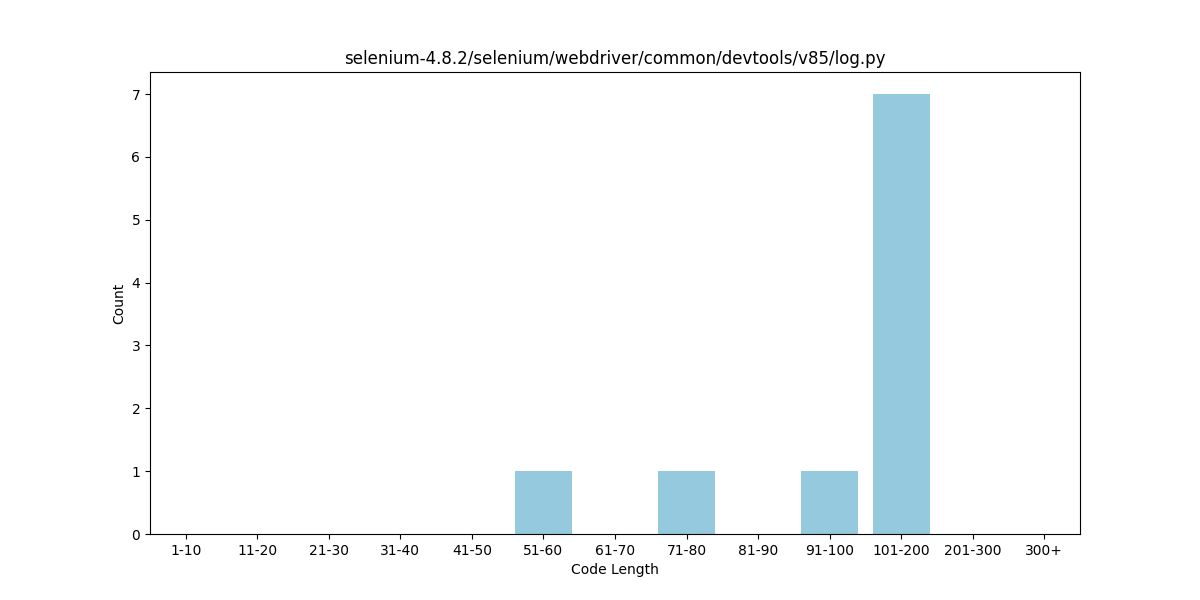 selenium-4.8.2/selenium/webdriver/common/devtools/v85/log.py
7
6
5
4
3
2
1
0
Count
1-10 11-20 21-30 31-40 41-50 51-60 61-70 71-80 81-90 91-100 101-200 201-300 300+
Code Length